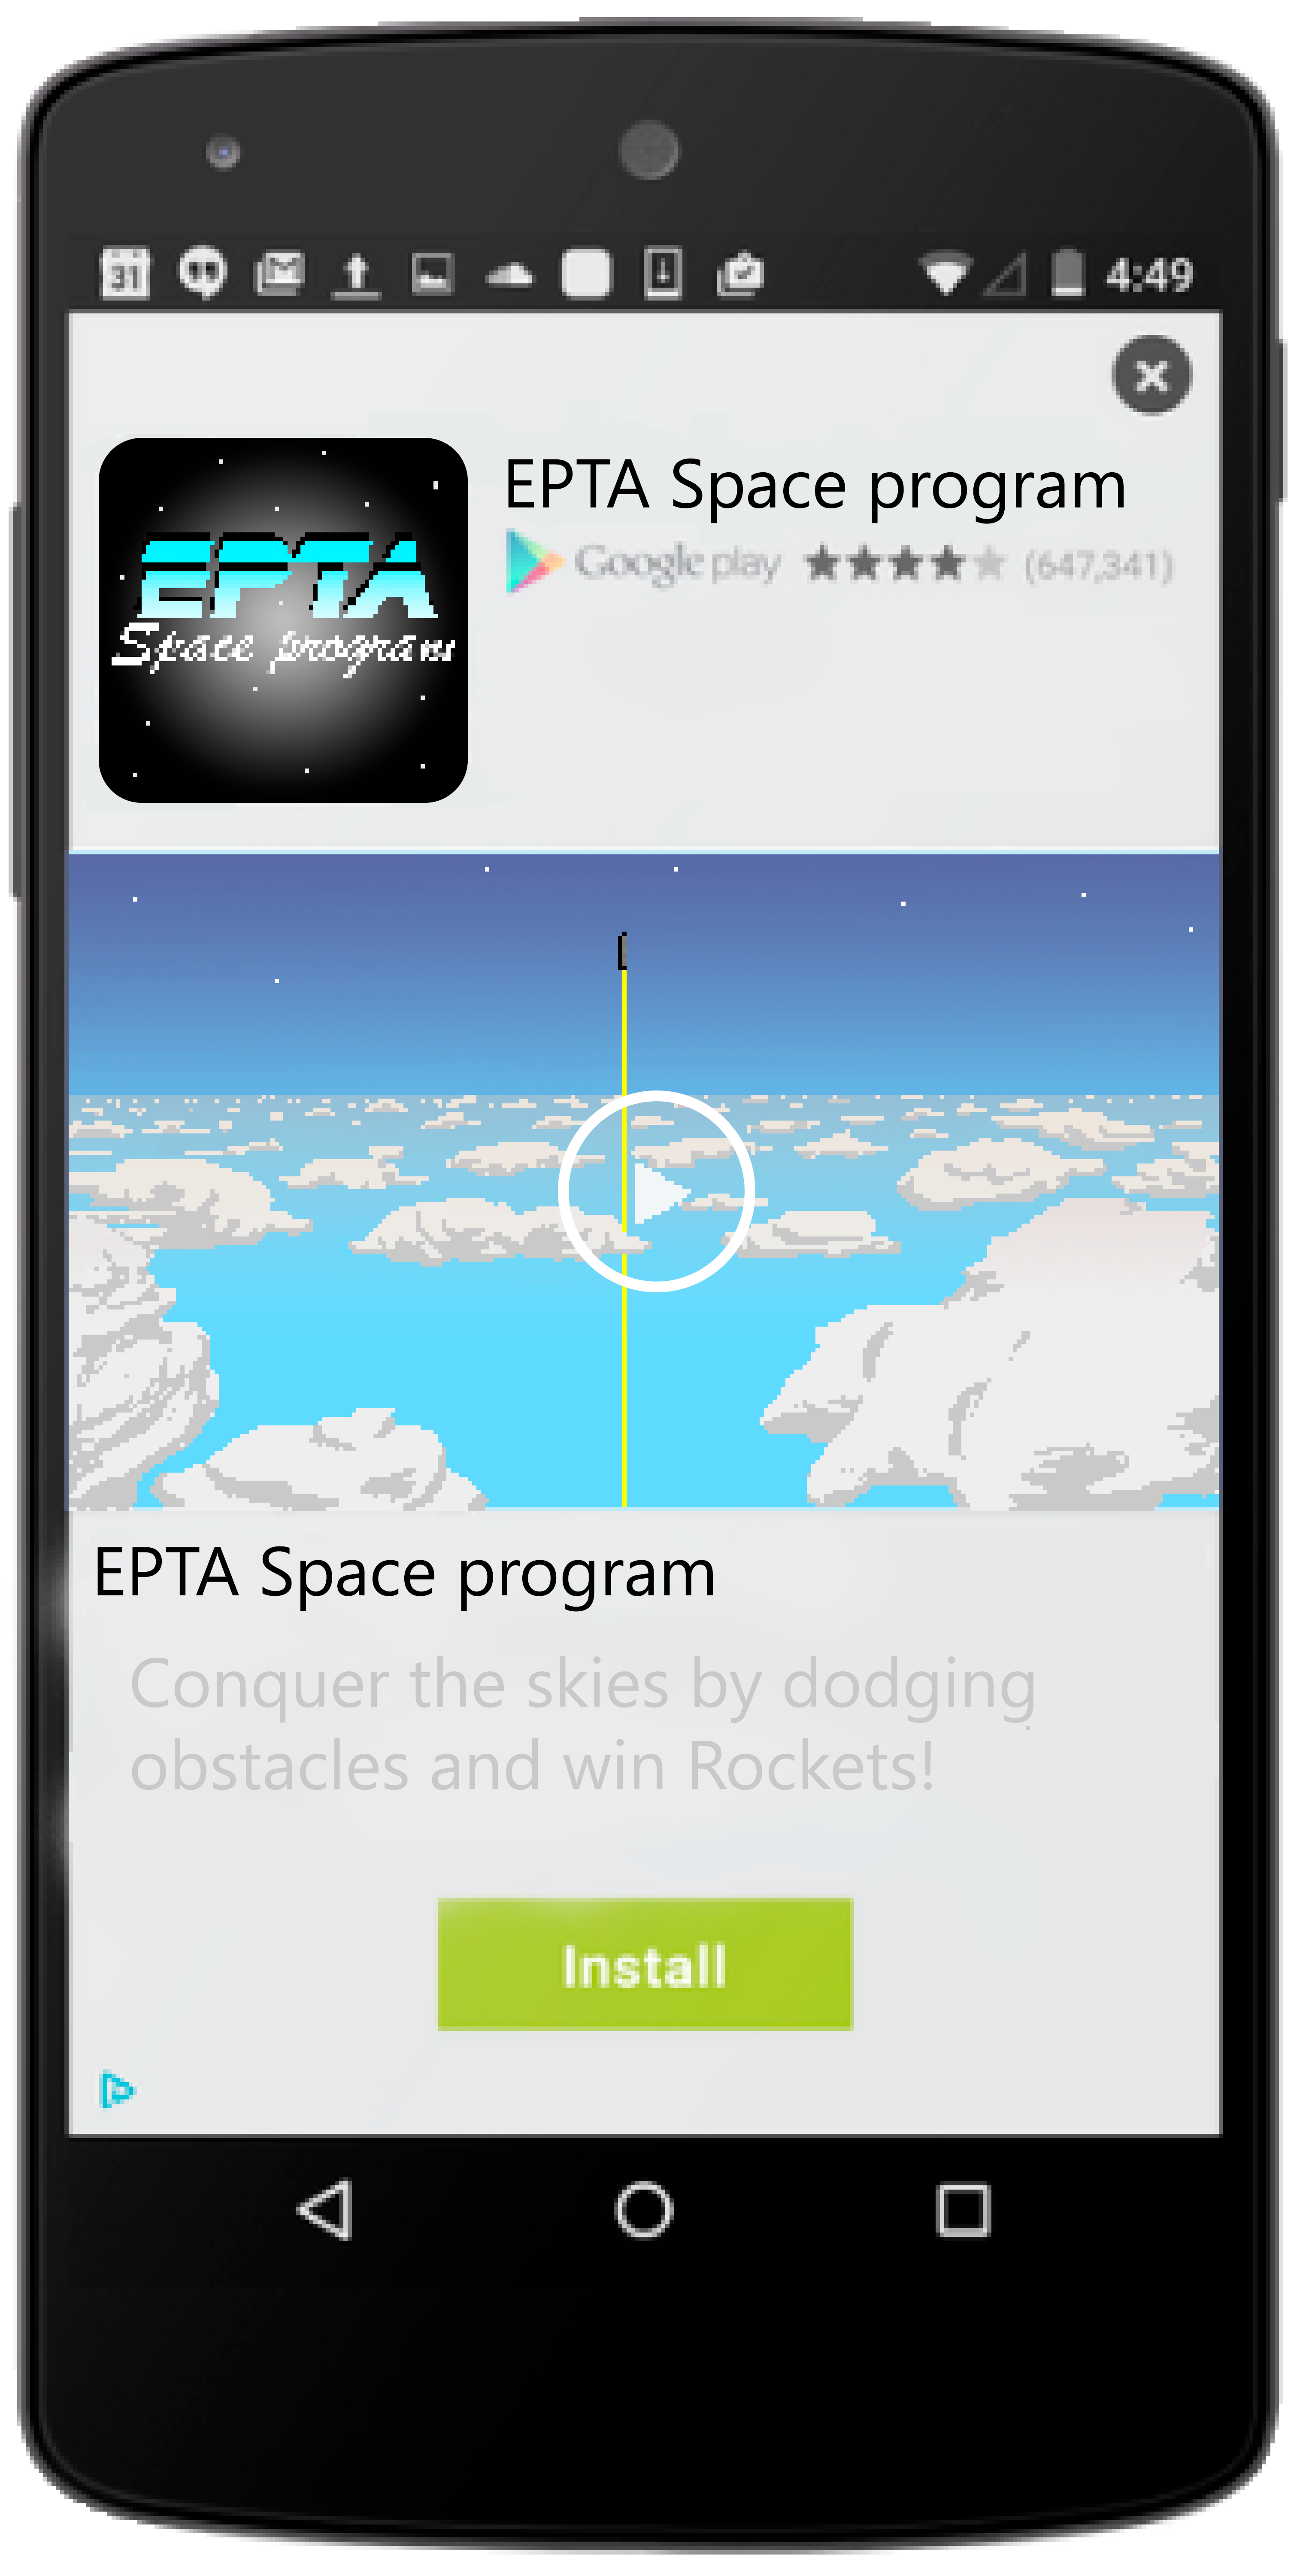 31
4:49
EPTA Space program
EPTA
Space program
Google play (647,341)
EPTA Space program
Conquer the skies by dodging
obstacles and win Rockets!
Install